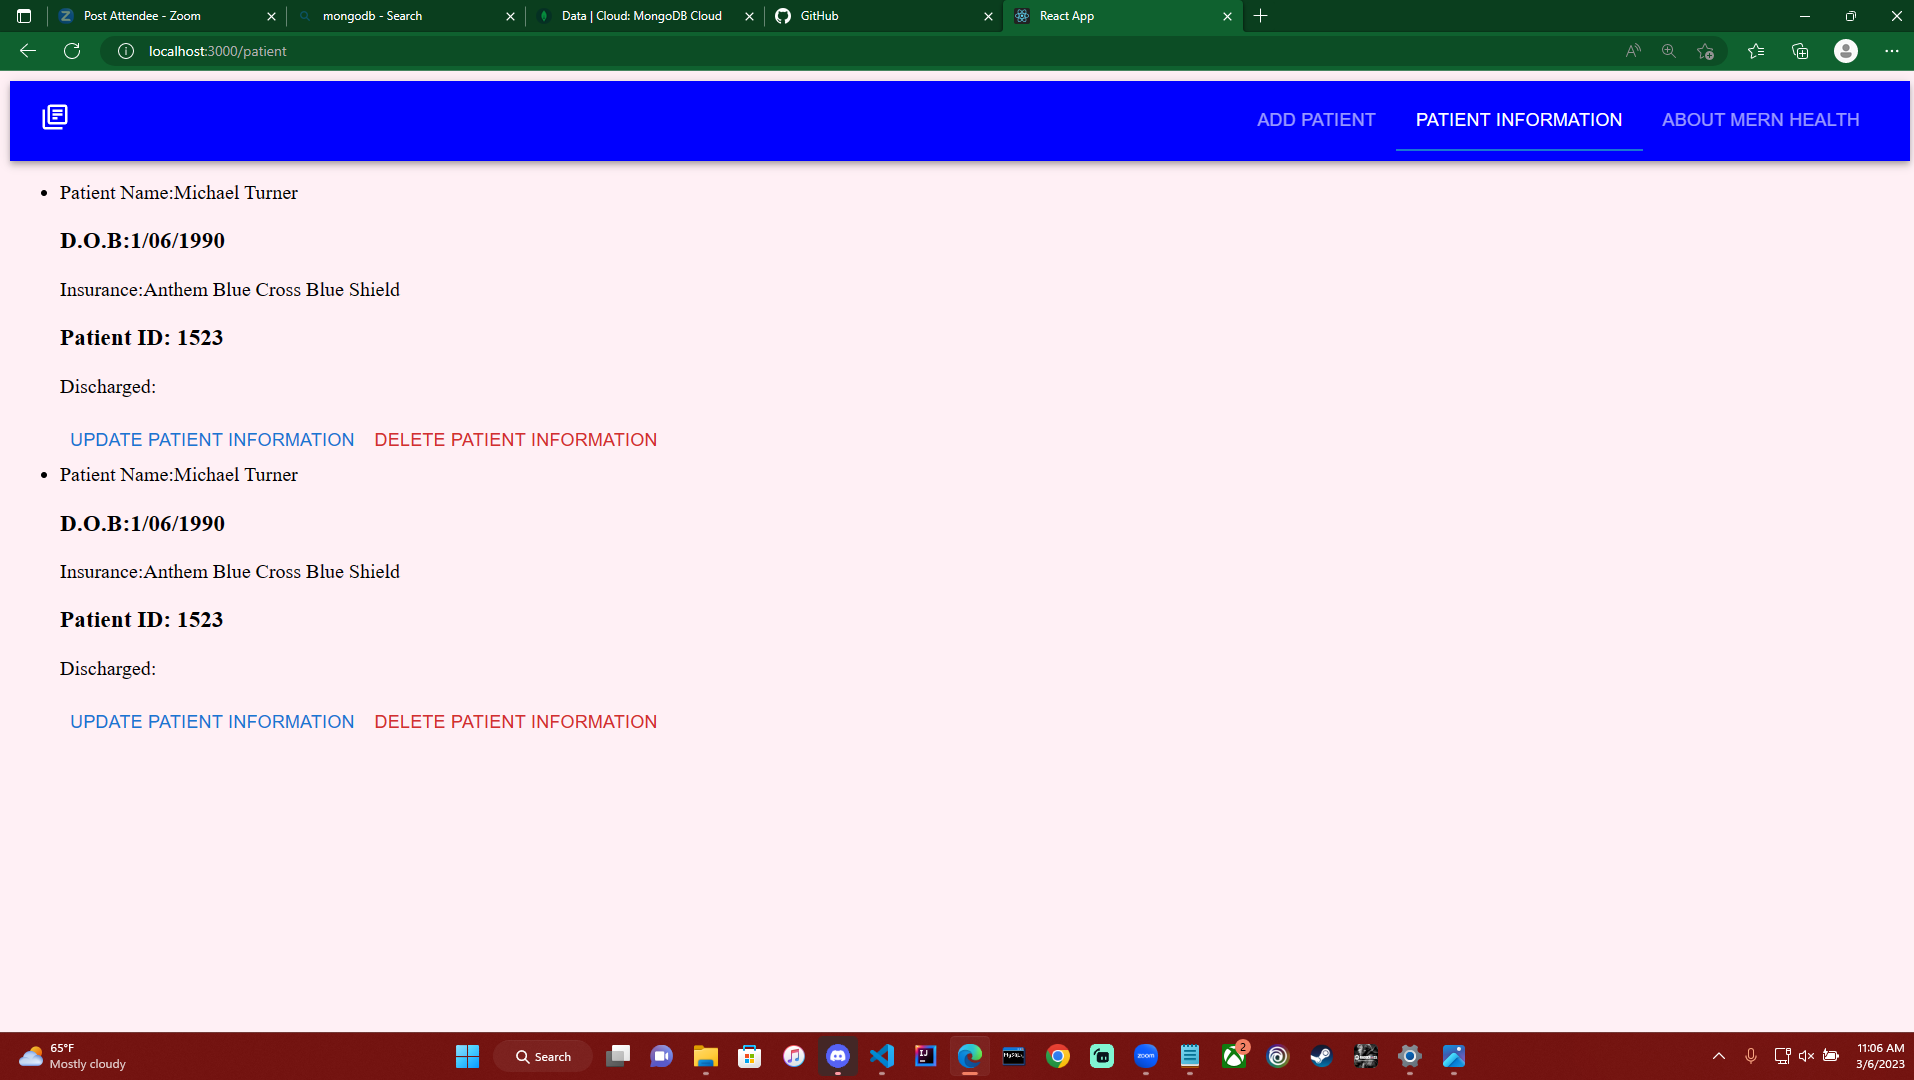 Post Attendee - Zoom
mongodb - Search
Data | Cloud: MongoDB Cloud
GitHub
React App
localhost:3000/patient
ADD PATIENT
PATIENT INFORMATION
ABOUT MERN HEALTH
Patient Name:Michael Turner
D.O.B:1/06/1990
Insurance:Anthem Blue Cross Blue Shield
Patient ID: 1523
Discharged:
UPDATE PATIENT INFORMATION DELETE PATIENT INFORMATION
Patient Name:Michael Turner
D.O.B:1/06/1990
Insurance:Anthem Blue Cross Blue Shield
Patient ID: 1523
Discharged:
UPDATE PATIENT INFORMATION DELETE PATIENT INFORMATION
65°F
Mostly cloudy
Search
zoom
2
11:06 AM
3/6/2023